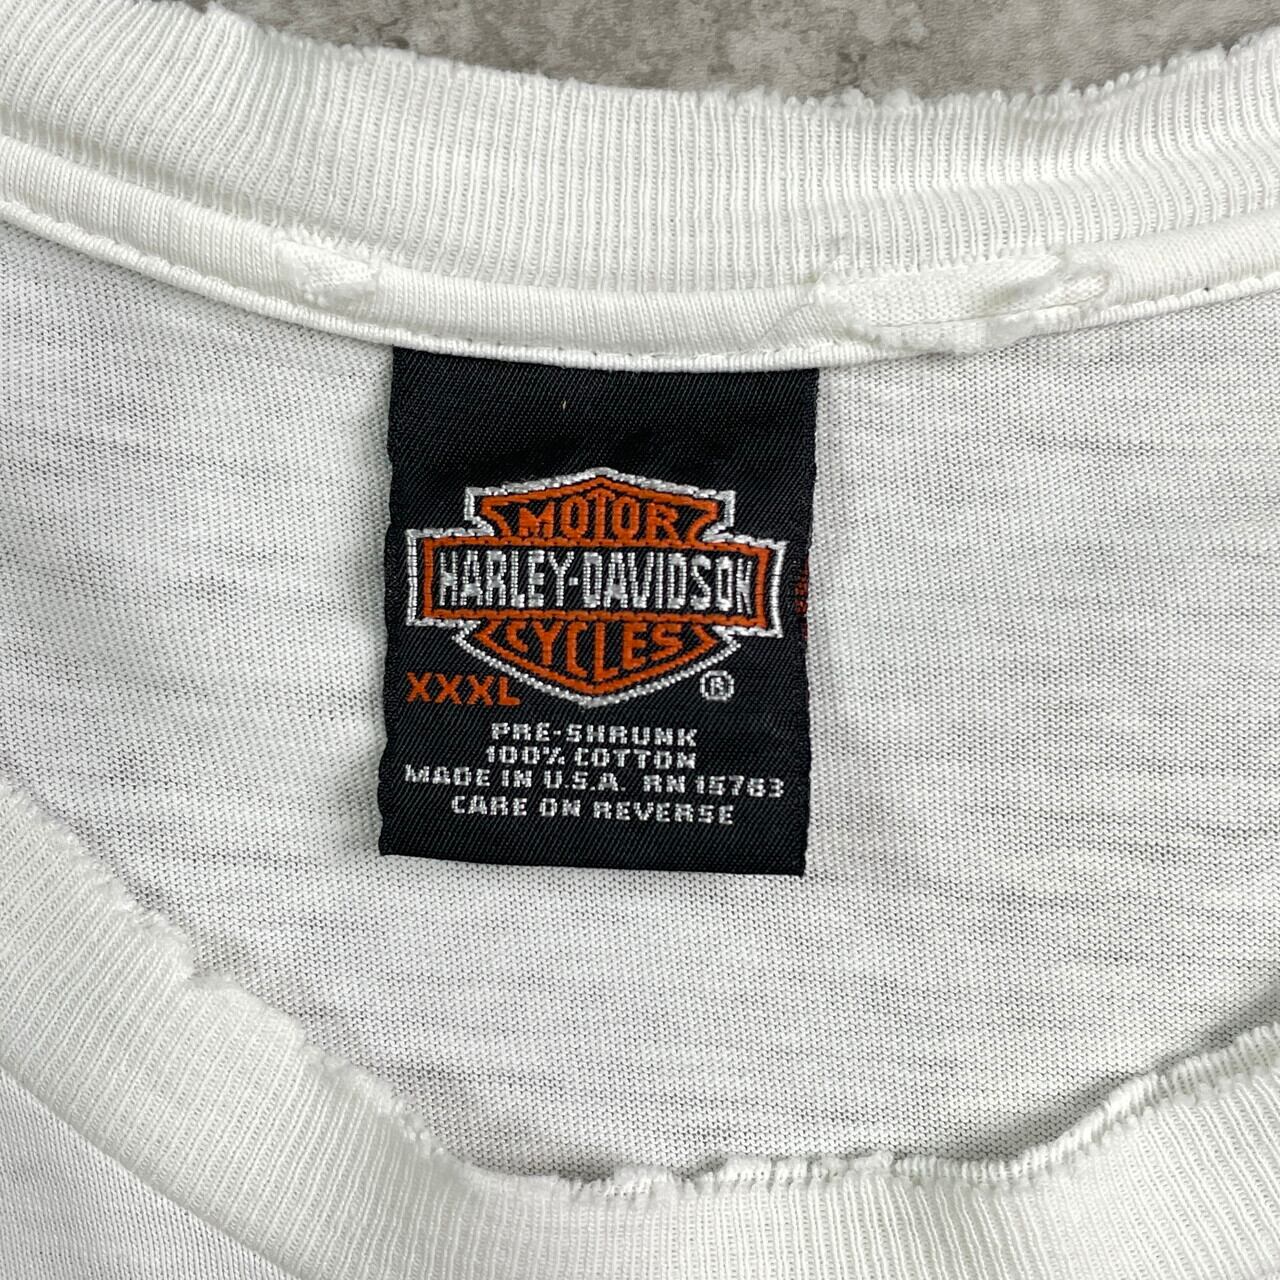 MOTOR
HARLEY-DAVIDSON
CYCLES
XXXL ®
PRE-SHRUNK
100% COTTON
MADE IN U.S.A. RN 15763
CARE ON REVERSE